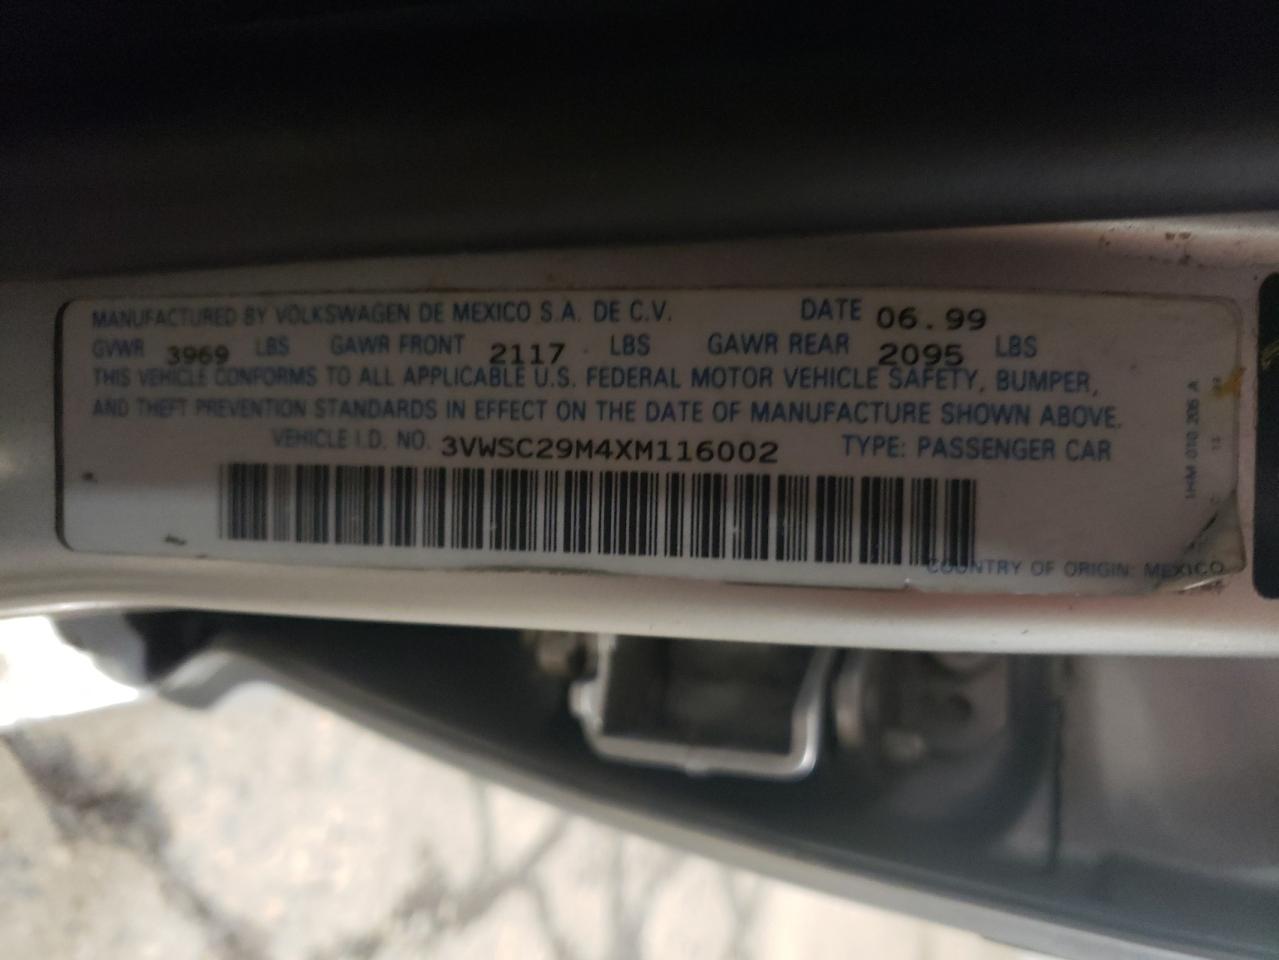 MANUFACTURED BY VOLKSWAGEN DE MEXICO S.A. DE C.V. DATE 06.99
GVWR 3969 LBS GAWR FRONT 2117 LBS GAWR REAR 2095 LBS
THIS VEHICLE CONFORMS TO ALL APPLICABLE U.S. FEDERAL MOTOR VEHICLE SAFETY, BUMPER,
AND THEFT PREVENTION STANDARDS IN EFFECT ON THE DATE OF MANUFACTURE SHOWN ABOVE.
VEHICLE I.D. NO. 3VWSC29M4XM116002 TYPE: PASSENGER CAR
COUNTRY OF ORIGIN: MEXICO
1HM 010 205 A